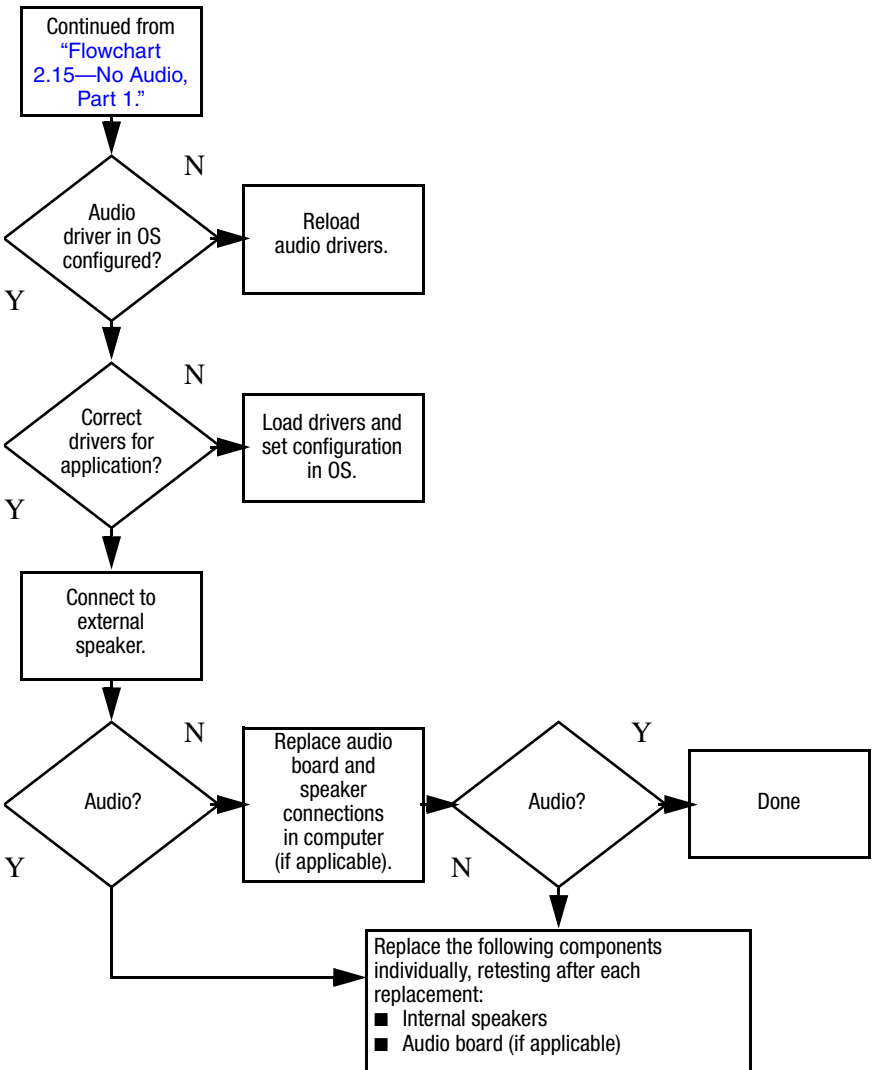 Continued from
“Flowchart
2.15—No Audio,
Part 1.”
N
Audio
driver in OS
configured?
Reload
audio drivers.
Y
N
Correct
drivers for
application?
Load drivers and
set configuration
in OS.
Y
Connect to
external
speaker.
N
Audio?
Y
Replace audio
board and
speaker
connections
in computer
(if applicable).
Y
Audio?
N
Done
Replace the following components
individually, retesting after each
replacement:
■ Internal speakers
■ Audio board (if applicable)